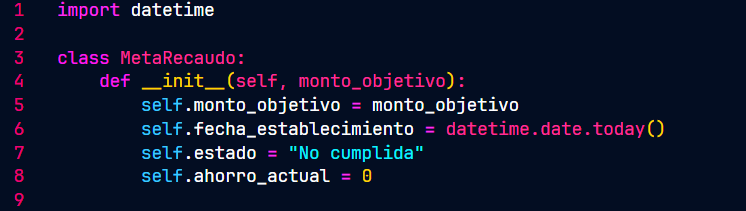 1 import datetime
2
3 class MetaRecaudo:
4     def __init__(self, monto_objetivo):
5         self.monto_objetivo = monto_objetivo
6         self.fecha_establecimiento = datetime.date.today()
7         self.estado = "No cumplida"
8         self.ahorro_actual = 0
9